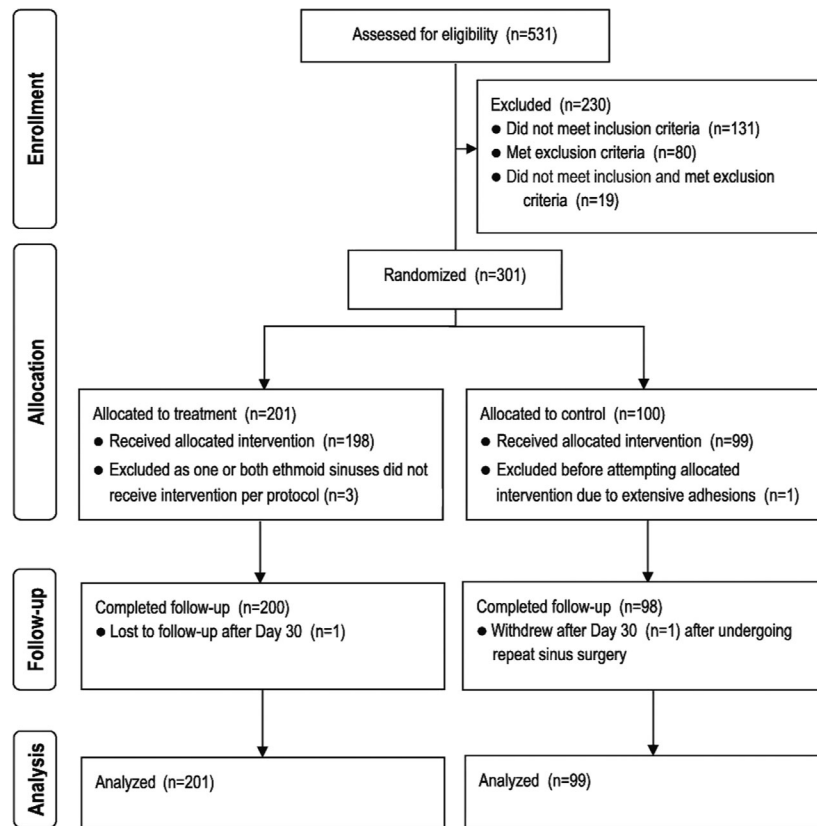 Enrollment
Assessed for eligibility (n=531)
Excluded (n=230)
● Did not meet inclusion criteria (n=131)
● Met exclusion criteria (n=80)
● Did not meet inclusion and met exclusion
criteria (n=19)
Randomized (n=301)
Allocation
Allocated to treatment (n=201)
● Received allocated intervention (n=198)
● Excluded as one or both ethmoid sinuses did not
receive intervention per protocol (n=3)
Allocated to control (n=100)
● Received allocated intervention (n=99)
● Excluded before attempting allocated
intervention due to extensive adhesions (n=1)
Follow-up
Completed follow-up (n=200)
● Lost to follow-up after Day 30 (n=1)
Completed follow-up (n=98)
● Withdrew after Day 30 (n=1) after undergoing
repeat sinus surgery
Analysis
Analyzed (n=201)
Analyzed (n=99)